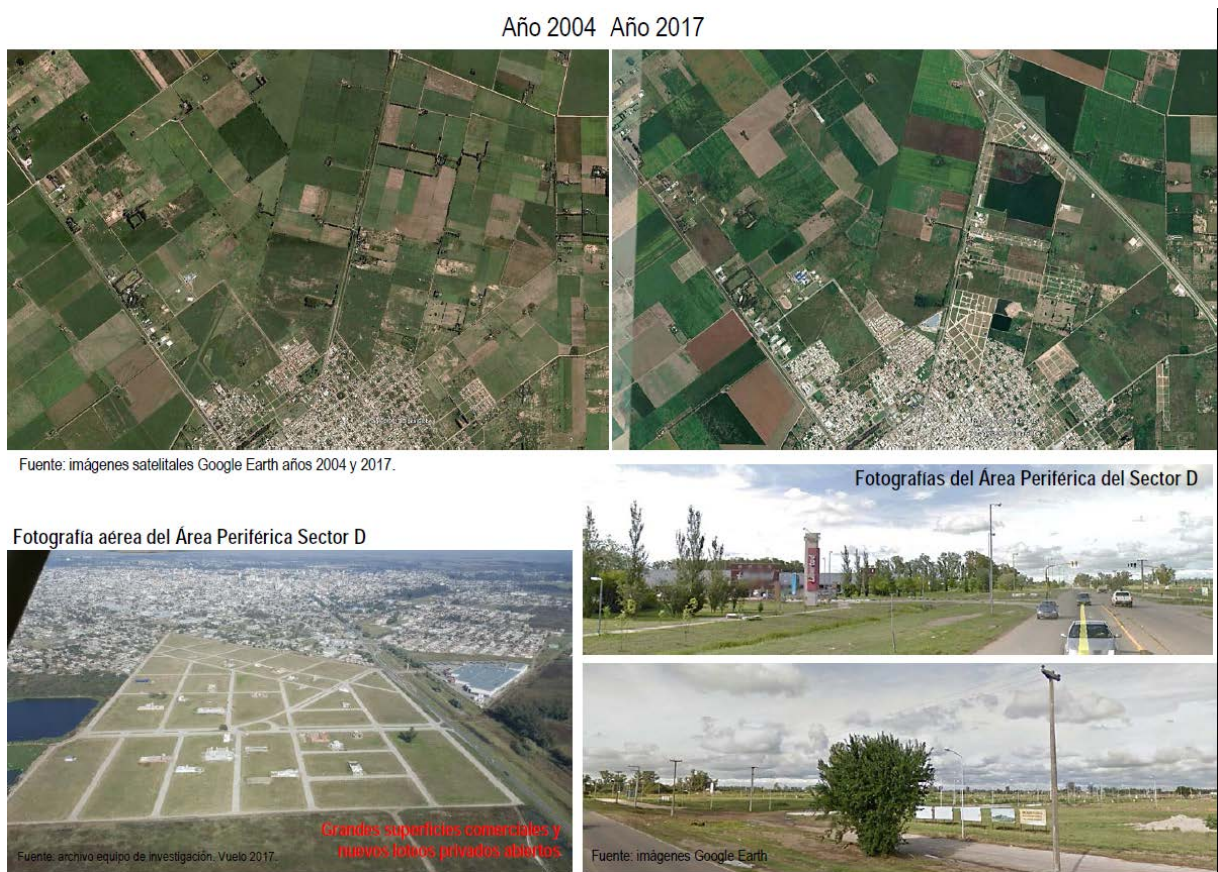 Año 2004 Año 2017
Fuente: imágenes satelitales Google Earth años 2004 y 2017.
Fotografías del Área Periférica del Sector D
Fotografía aérea del Área Periférica Sector D
Grandes superficies comerciales y
nuevos loteos privados abiertos
Fuente: archivo equipo de investigación. Vuelo 2017.
Fuente: imágenes Google Earth